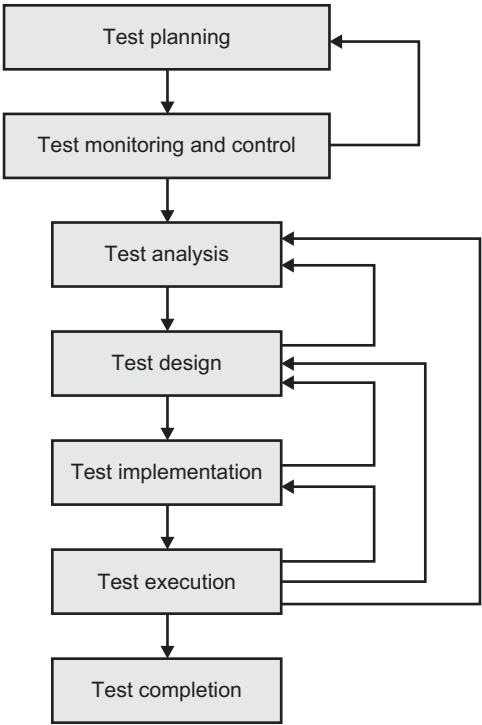 Test planning
Test monitoring and control
Test analysis
Test design
Test implementation
Test execution
Test completion